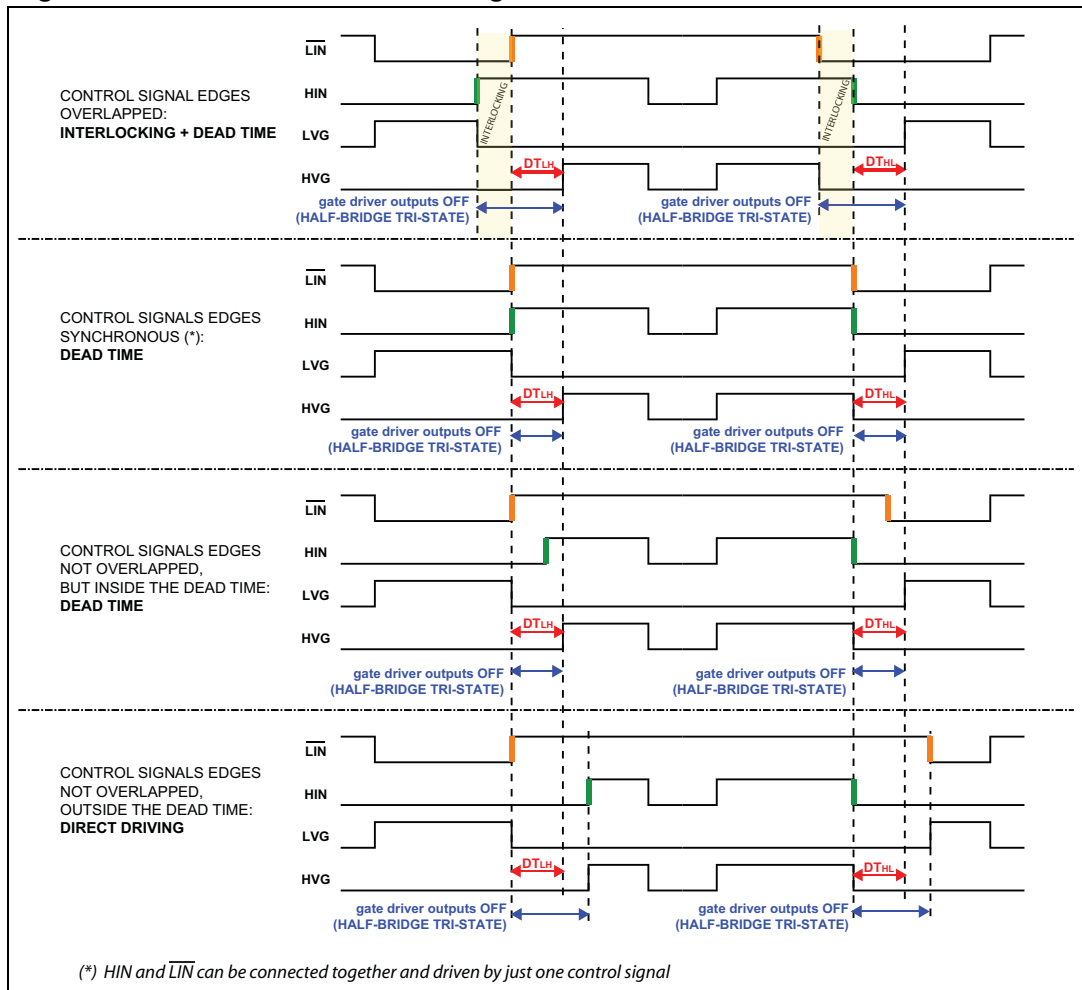 LIN
CONTROL SIGNAL EDGES
OVERLAPPED:
INTERLOCKING + DEAD TIME
HIN
INTERLOCKING
INTERLOCKING
LVG
DTLH
DTHL
HVG
gate driver outputs OFF
(HALF-BRIDGE TRI-STATE)
gate driver outputs OFF
(HALF-BRIDGE TRI-STATE)
LIN
CONTROL SIGNALS EDGES
SYNCHRONOUS (*):
DEAD TIME
HIN
LVG
DTLH
DTHL
HVG
gate driver outputs OFF
(HALF-BRIDGE TRI-STATE)
gate driver outputs OFF
(HALF-BRIDGE TRI-STATE)
LIN
CONTROL SIGNALS EDGES
NOT OVERLAPPED,
BUT INSIDE THE DEAD TIME:
DEAD TIME
HIN
LVG
DTLH
DTHL
HVG
gate driver outputs OFF
(HALF-BRIDGE TRI-STATE)
gate driver outputs OFF
(HALF-BRIDGE TRI-STATE)
LIN
CONTROL SIGNALS EDGES
NOT OVERLAPPED,
OUTSIDE THE DEAD TIME:
DIRECT DRIVING
HIN
LVG
DTLH
DTHL
HVG
gate driver outputs OFF
(HALF-BRIDGE TRI-STATE)
gate driver outputs OFF
(HALF-BRIDGE TRI-STATE)
(*) HIN and LIN can be connected together and driven by just one control signal